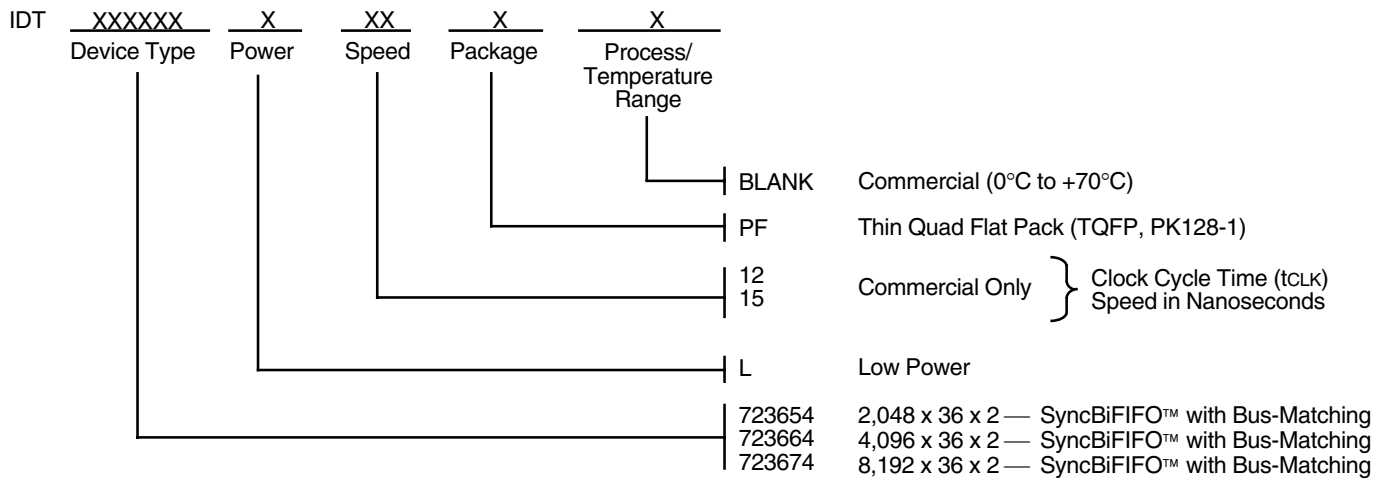 IDT XXXXXX X XX X X
Device Type Power Speed Package Process/
Temperature
Range
BLANK Commercial (0°C to +70°C)
PF Thin Quad Flat Pack (TQFP, PK128-1)
12
15 Commercial Only Clock Cycle Time (tCLK)
Speed in Nanoseconds
L Low Power
723654 2,048 x 36 x 2 — SyncBiFIFO™ with Bus-Matching
723664 4,096 x 36 x 2 — SyncBiFIFO™ with Bus-Matching
723674 8,192 x 36 x 2 — SyncBiFIFO™ with Bus-Matching